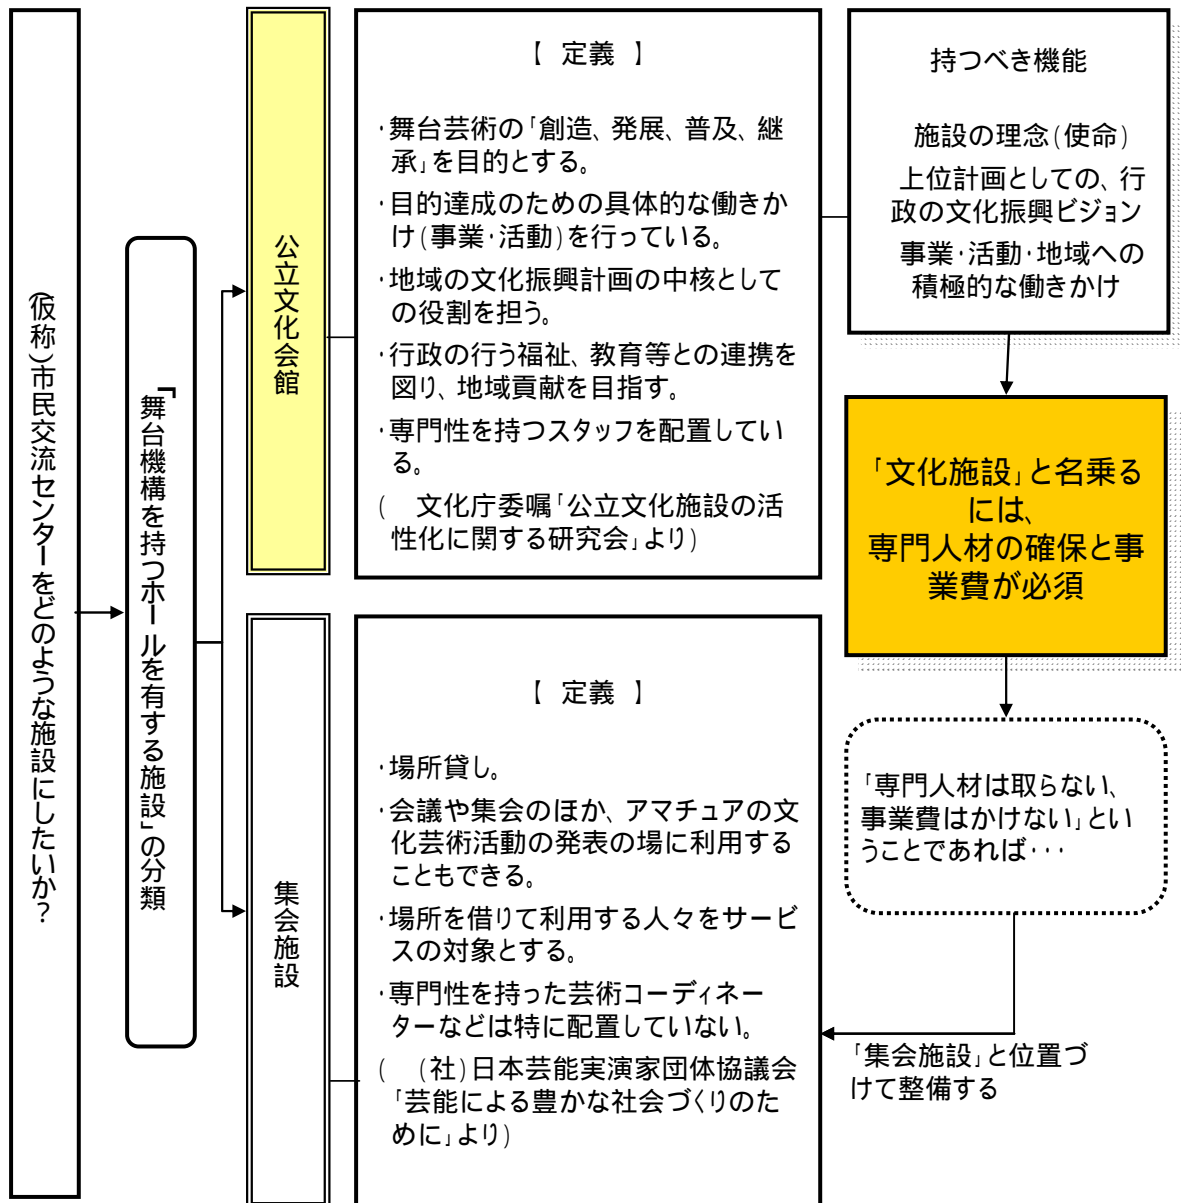 (仮称)市民交流センターをどのような施設にしたいか?
「舞台機構を持つホールを有する施設」の分類
公立文化会館
【 定義 】
・舞台芸術の「創造、発展、普及、継
承」を目的とする。
・目的達成のための具体的な働きか
け(事業・活動)を行っている。
・地域の文化振興計画の中核として
の役割を担う。
・行政の行う福祉、教育等との連携を
図り、地域貢献を目指す。
・専門性を持つスタッフを配置してい
る。
( 文化庁委嘱「公立文化施設の活
性化に関する研究会」より)
持つべき機能
施設の理念(使命)
上位計画としての、行
政の文化振興ビジョン
事業・活動・地域への
積極的な働きかけ
「文化施設」と名乗る
には、
専門人材の確保と事
業費が必須
「専門人材は取らない、
事業費はかけない」とい
うことであれば・・・
「集会施設」と位置づ
けて整備する
集会施設
【 定義 】
・場所貸し。
・会議や集会のほか、アマチュアの文
化芸術活動の発表の場に利用する
こともできる。
・場所を借りて利用する人々をサービ
スの対象とする。
・専門性を持った芸術コーディネー
ターなどは特に配置していない。
( (社)日本芸能実演家団体協議会
「芸能による豊かな社会づくりのた
めに」より)